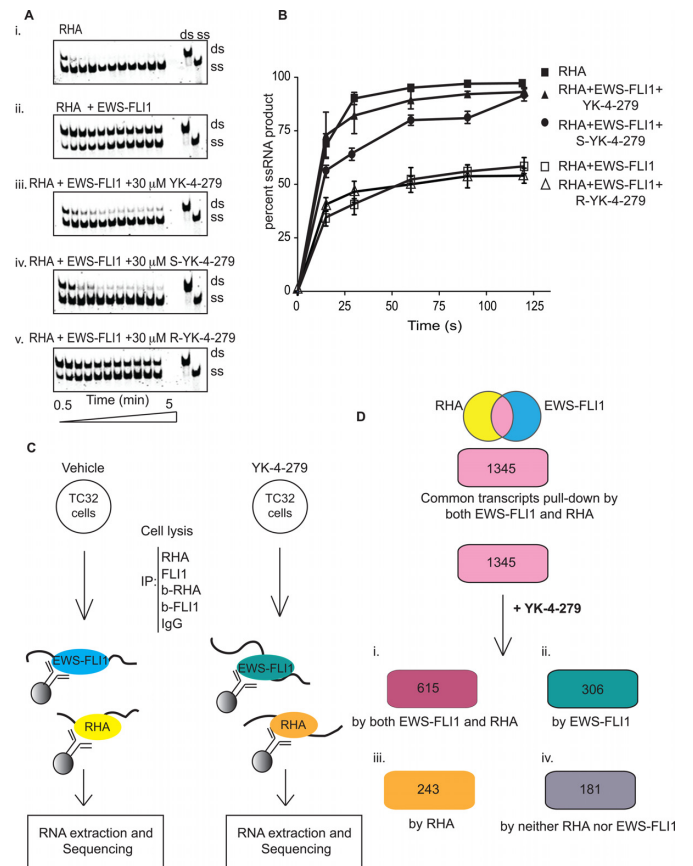 A
i.
RHA
ds ss
ds
ss
ii.
RHA + EWS-FLI1
ds
ss
iii.
RHA + EWS-FLI1 +30 µM YK-4-279
ds
ss
iv.
RHA + EWS-FLI1 +30 µM S-YK-4-279
ds
ss
v.
RHA + EWS-FLI1 +30 µM R-YK-4-279
ds
ss
Time (min)
0.5
5
B
percent ssRNA product
100
75
50
25
0
0
25
50
75
100
125
Time (s)
RHA
RHA+EWS-FLI1+
YK-4-279
RHA+EWS-FLI1+
S-YK-4-279
RHA+EWS-FLI1
RHA+EWS-FLI1+
R-YK-4-279
C
Vehicle
YK-4-279
TC32
cells
TC32
cells
Cell lysis
IP:
RHA
FLI1
b-RHA
b-FLI1
IgG
EWS-FLI1
EWS-FLI1
RHA
RHA
RNA extraction and
Sequencing
RNA extraction and
Sequencing
D
RHA
EWS-FLI1
1345
Common transcripts pull-down by
both EWS-FLI1 and RHA
1345
+ YK-4-279
i.
615
by both EWS-FLI1 and RHA
ii.
306
by EWS-FLI1
iii.
243
by RHA
iv.
181
by neither RHA nor EWS-FLI1